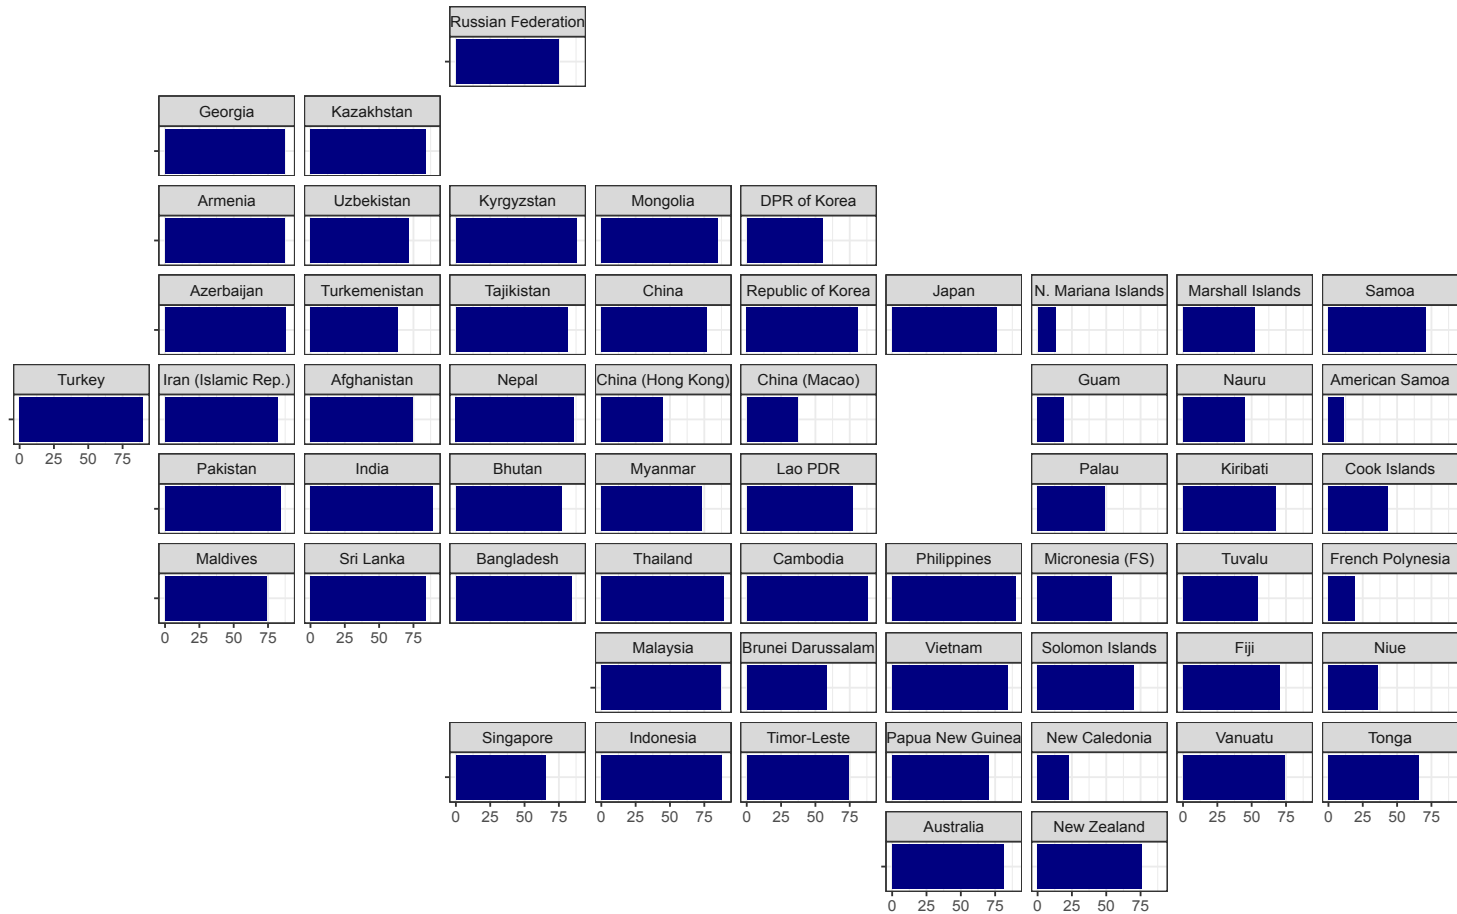 Russian Federation
Georgia Kazakhstan
Armenia Uzbekistan Kyrgyzstan Mongolia DPR of Korea
Azerbaijan Turkemenistan Tajikistan China Republic of Korea Japan N. Mariana Islands Marshall Islands Samoa
Turkey Iran (Islamic Rep.) Afghanistan Nepal China (Hong Kong) China (Macao) Guam Nauru American Samoa
0 25 50 75
Pakistan India Bhutan Myanmar Lao PDR Palau Kiribati Cook Islands
Maldives Sri Lanka Bangladesh Thailand Cambodia Philippines Micronesia (FS) Tuvalu French Polynesia
0 25 50 75 0 25 50 75
Malaysia Brunei Darussalam Vietnam Solomon Islands Fiji Niue
Singapore Indonesia Timor-Leste Papua New Guinea New Caledonia Vanuatu Tonga
0 25 50 75 0 25 50 75 0 25 50 75 0 25 50 75 0 25 50 75
Australia New Zealand
0 25 50 75 0 25 50 75